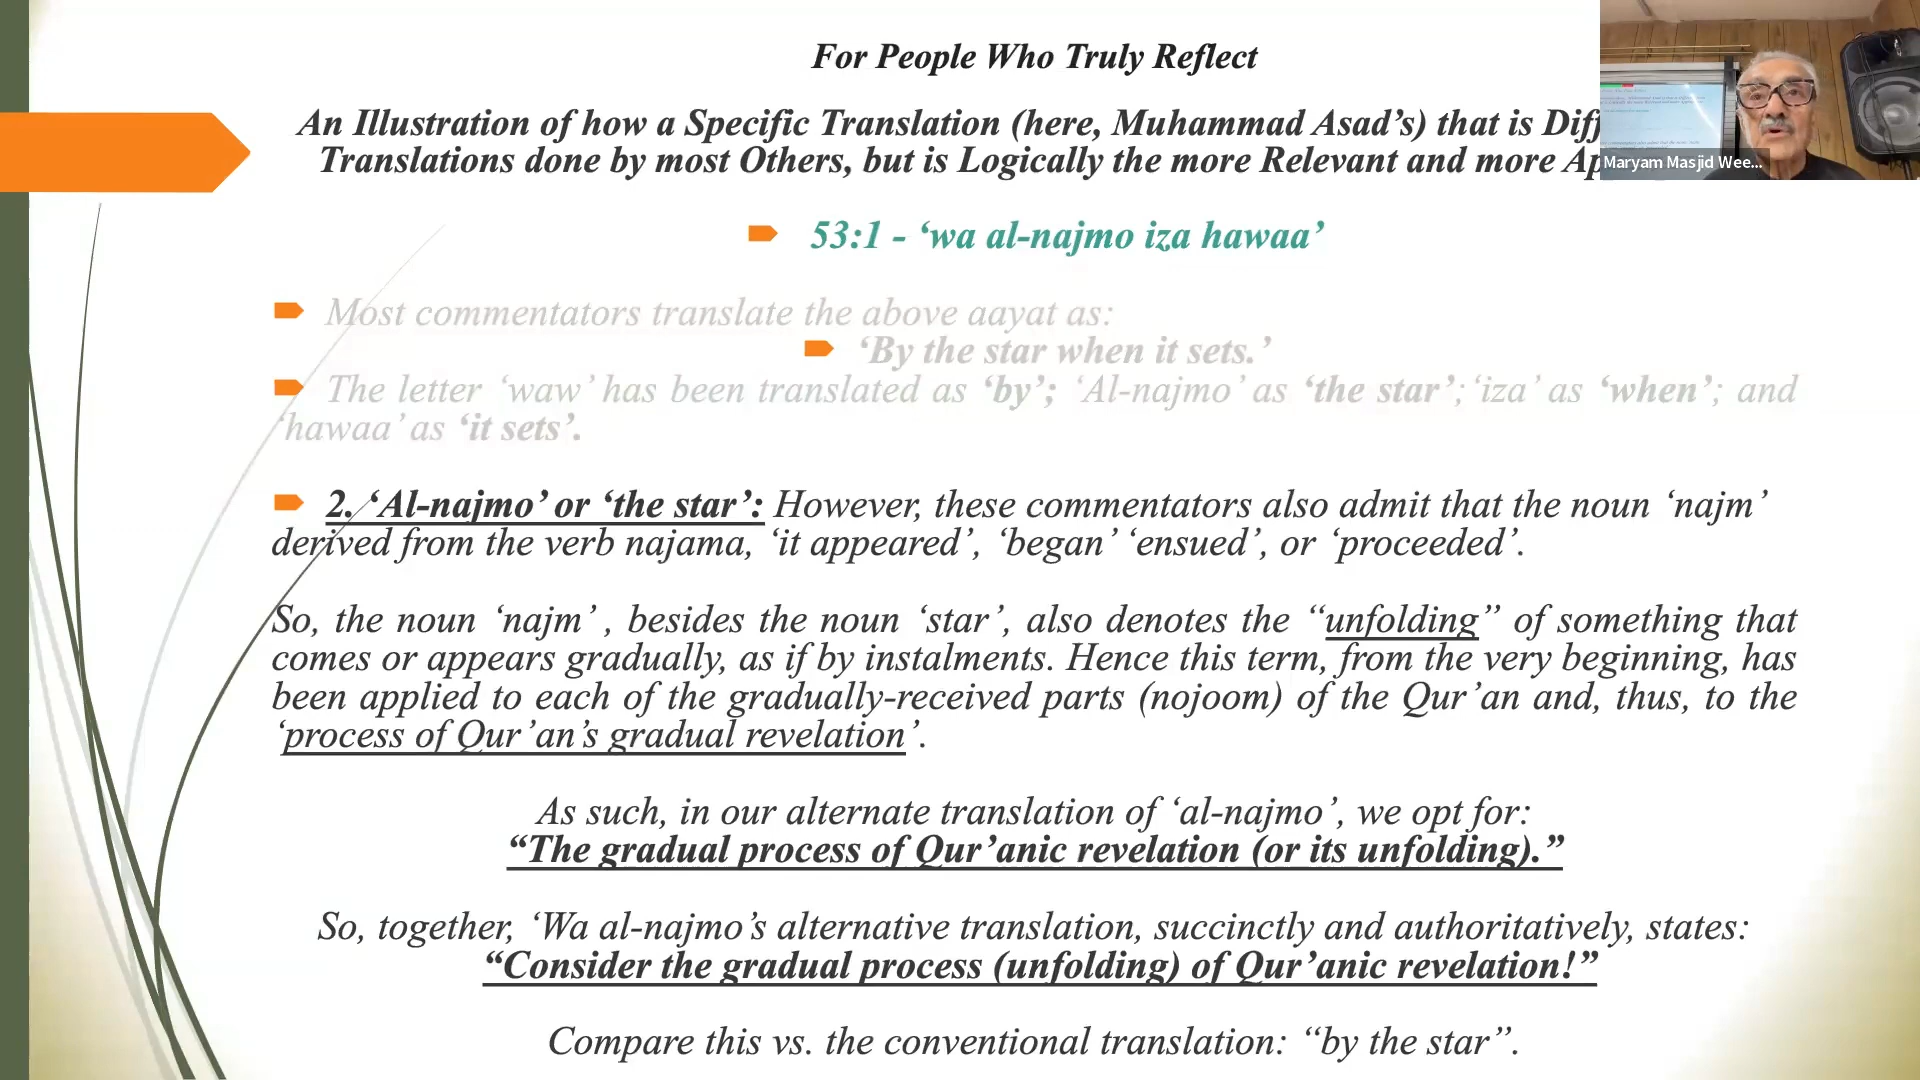 For People Who Truly Reflect
An Illustration of how a Specific Translation (here, Muhammad Asad’s) that is
Translations done by most Others, but is Logically the more Relevant and more
Maryam Masjid Wee...
53:1 - ‘wa al-najmo iza hawaa’
Most commentators translate the above aayat as:
‘By the star when it sets.’
The letter ‘waw’ has been translated as ‘by’; ‘Al-najmo’ as ‘the star’;‘iza’ as ‘when’; and
‘hawaa’ as ‘it sets’.
2. ‘Al-najmo’ or ‘the star’: However, these commentators also admit that the noun ‘najm’
derived from the verb najama, ‘it appeared’, ‘began’ ‘ensued’, or ‘proceeded’.
So, the noun ‘najm’ , besides the noun ‘star’, also denotes the “unfolding” of something that
comes or appears gradually, as if by instalments. Hence this term, from the very beginning, has
been applied to each of the gradually-received parts (nojoom) of the Qur’an and, thus, to the
‘process of Qur’an’s gradual revelation’.
As such, in our alternate translation of ‘al-najmo’, we opt for:
“The gradual process of Qur’anic revelation (or its unfolding).”
So, together, ‘Wa al-najmo’s alternative translation, succinctly and authoritatively, states:
“Consider the gradual process (unfolding) of Qur’anic revelation!”
Compare this vs. the conventional translation: “by the star”.